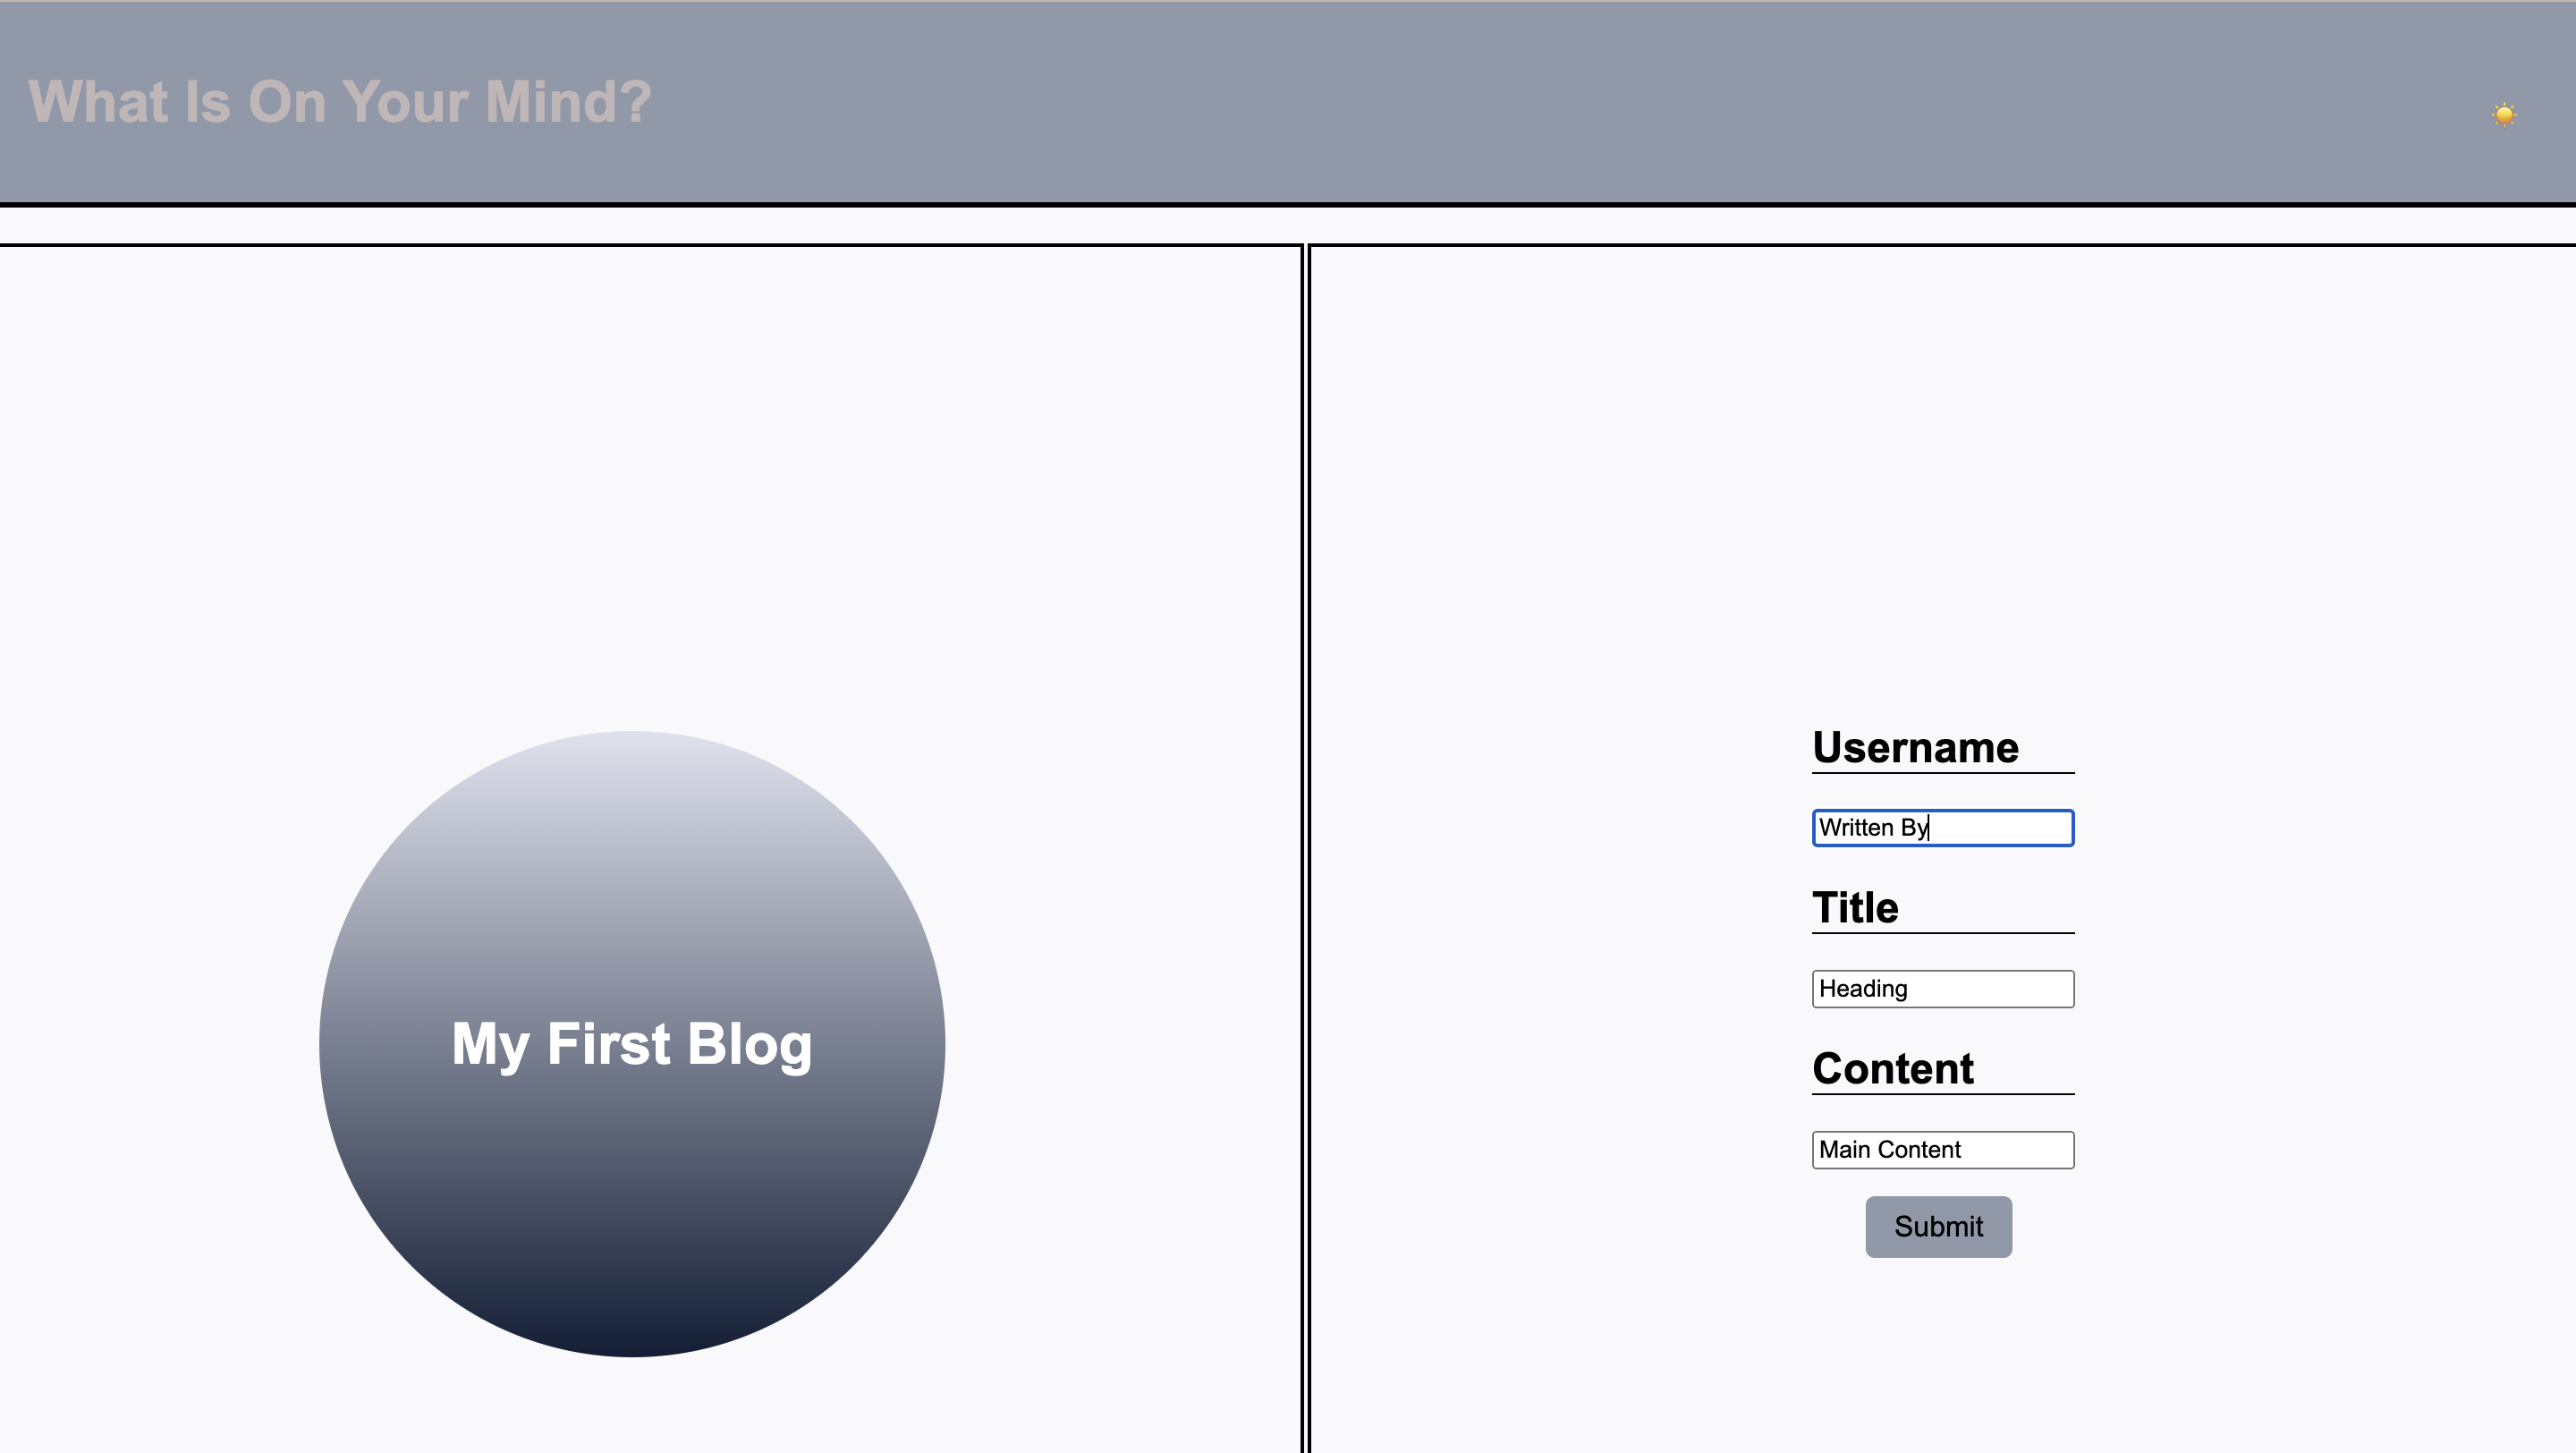 What Is On Your Mind?
My First Blog
Username
Written By
Title
Heading
Content
Main Content
Submit